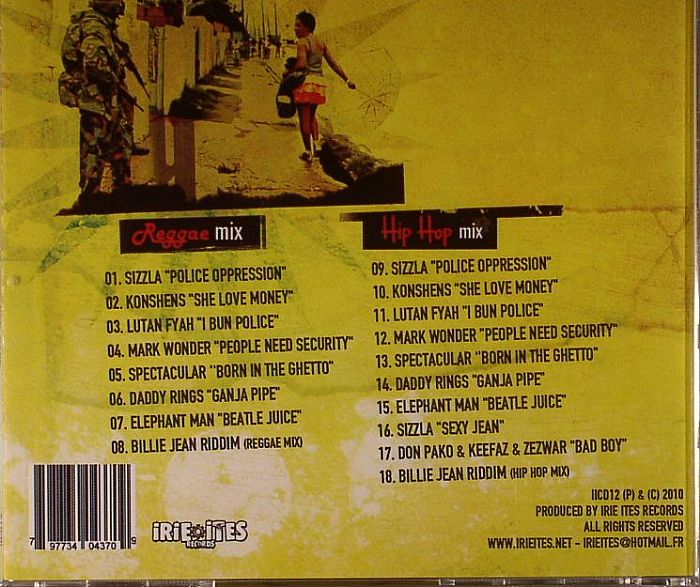 Reggae mix
01. SIZZLA "POLICE OPPRESSION"
02. KONSHENS "SHE LOVE MONEY"
03. LUTAN FYAH "I BUN POLICE"
04. MARK WONDER "PEOPLE NEED SECURITY"
05. SPECTACULAR "BORN IN THE GHETTO"
06. DADDY RINGS "GANJA PIPE"
07. ELEPHANT MAN "BEATLE JUICE"
08. BILLIE JEAN RIDDIM (REGGAE MIX)
Hip Hop mix
09. SIZZLA "POLICE OPPRESSION"
10. KONSHENS "SHE LOVE MONEY"
11. LUTAN FYAH "I BUN POLICE"
12. MARK WONDER "PEOPLE NEED SECURITY"
13. SPECTACULAR "BORN IN THE GHETTO"
14. DADDY RINGS "GANJA PIPE"
15. ELEPHANT MAN "BEATLE JUICE"
16. SIZZLA "SEXY JEAN"
17. DON PAKO & KEEFAZ & ZEZWAR "BAD BOY"
18. BILLIE JEAN RIDDIM (HIP HOP MIX)
7 97734 04370 9
IRIE ITES
RECORDS
IICD12 (P) & (C) 2010
PRODUCED BY IRIE ITES RECORDS
ALL RIGHTS RESERVED
WWW.IRIEITES.NET - IRIEITES@HOTMAIL.FR